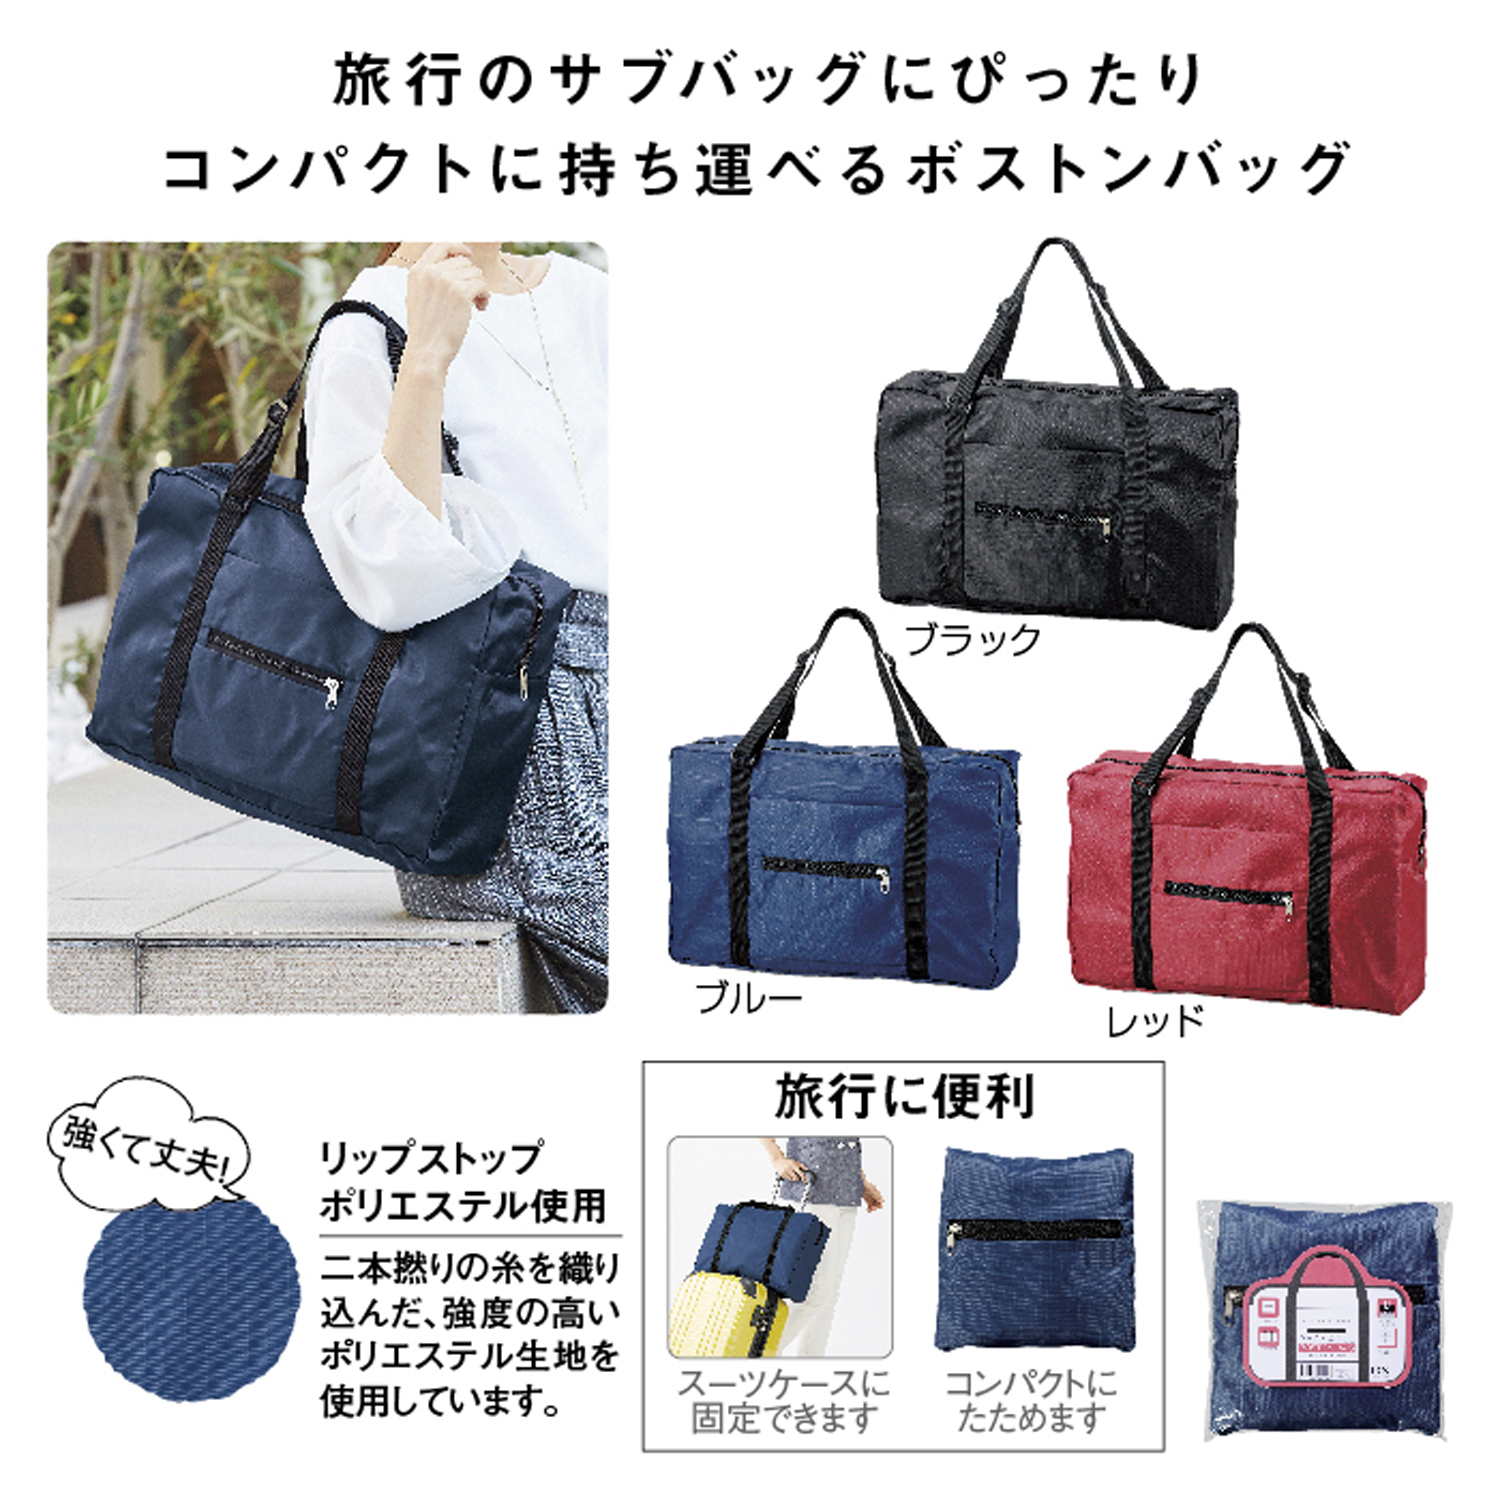 旅行のサブバッグにぴったり
コンパクトに持ち運べるボストンバッグ
ブラック
ブルー
レッド
強くて丈夫!
リップストップ
ポリエステル使用
二本撚りの糸を織り
込んだ、強度の高い
ポリエステル生地を
使用しています。
旅行に便利
スーツケースに
固定できます
コンパクトに
たためます